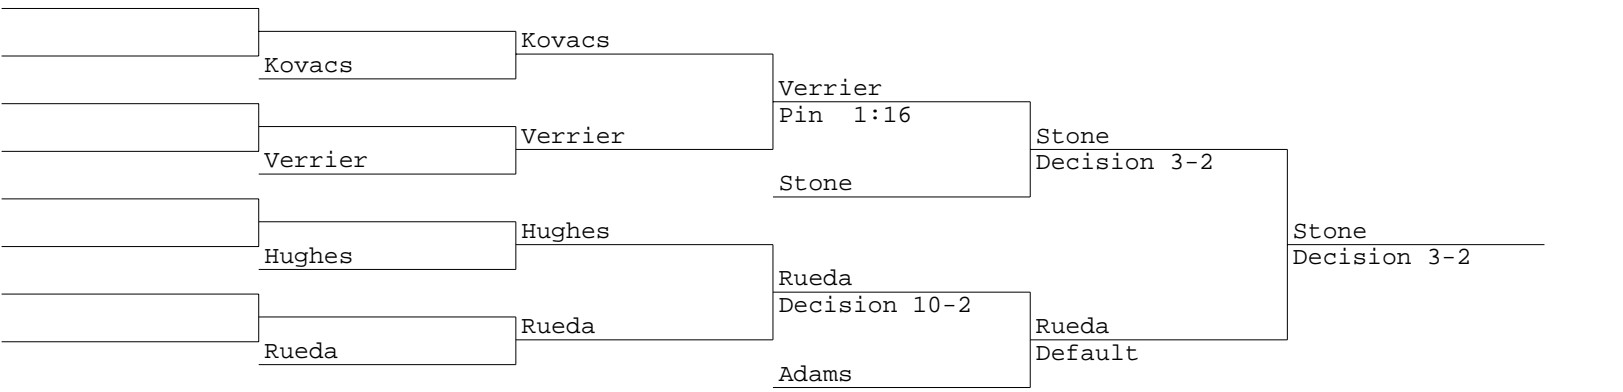 Kovacs
Kovacs
Verrier
Pin  1:16
Verrier
Verrier
Stone
Decision 3-2
Stone
Hughes
Hughes
Stone
Decision 3-2
Rueda
Decision 10-2
Rueda
Rueda
Rueda
Default
Adams